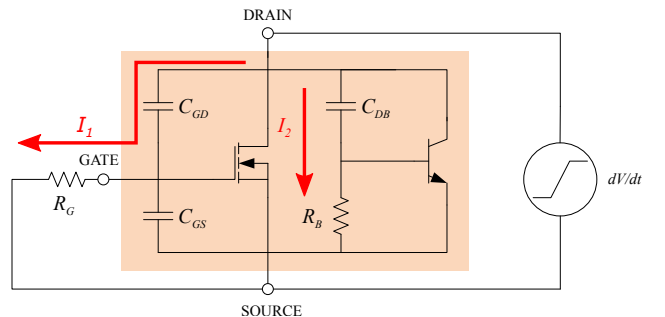 DRAIN
C_GD
C_DB
I_1
I_2
GATE
dV/dt
R_G
C_GS
R_B
SOURCE